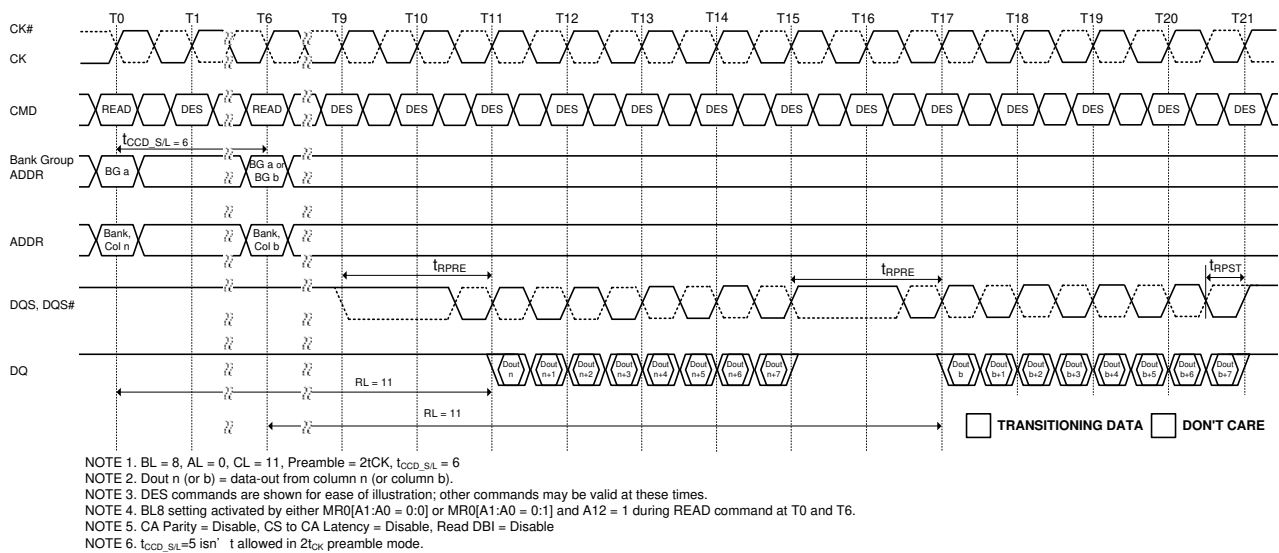 T0 T1 T6 T9 T10 T11 T12 T13 T14 T15 T16 T17 T18 T19 T20 T21
CK#
CK
CMD READ DES READ DES DES DES DES DES DES DES DES DES DES DES DES DES
tCCD_S/L = 6
Bank Group
ADDR
BG a
BG a or
BG b
ADDR
Bank,
Col n
Bank,
Col b
tRPRE tRPRE tRPST
DQS, DQS#
DQ
Dout
n
Dout
n+1
Dout
n+2
Dout
n+3
Dout
n+4
Dout
n+5
Dout
n+6
Dout
n+7
Dout
b
Dout
b+1
Dout
b+2
Dout
b+3
Dout
b+4
Dout
b+5
Dout
b+6
Dout
b+7
RL = 11
RL = 11
TRANSITIONING DATA DON'T CARE
NOTE 1. BL = 8, AL = 0, CL = 11, Preamble = 2tCK, tCCD_S/L = 6
NOTE 2. Dout n (or b) = data-out from column n (or column b).
NOTE 3. DES commands are shown for ease of illustration; other commands may be valid at these times.
NOTE 4. BL8 setting activated by either MR0[A1:A0 = 0:0] or MR0[A1:A0 = 0:1] and A12 = 1 during READ command at T0 and T6.
NOTE 5. CA Parity = Disable, CS to CA Latency = Disable, Read DBI = Disable
NOTE 6. tCCD_S/L=5 isn' t allowed in 2tCK preamble mode.